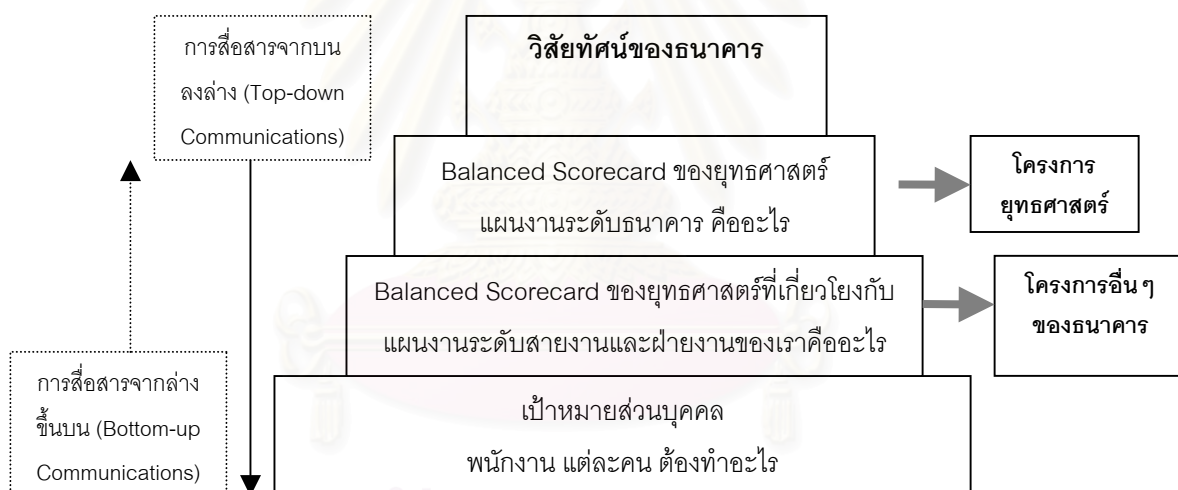 การสื่อสารจากบน
ลงล่าง (Top-down
Communications)
วิสัยทัศน์ของธนาคาร
Balanced Scorecard ของยุทธศาสตร์
แผนงานระดับธนาคาร คืออะไร
โครงการ
ยุทธศาสตร์
Balanced Scorecard ของยุทธศาสตร์ที่เกี่ยวโยงกับ
แผนงานระดับสายงานและฝ่ายงานของเราคืออะไร
โครงการอื่น ๆ
ของธนาคาร
การสื่อสารจากล่าง
ขึ้นบน (Bottom-up
Communications)
เป้าหมายส่วนบุคคล
พนักงาน แต่ละคน ต้องทำอะไร